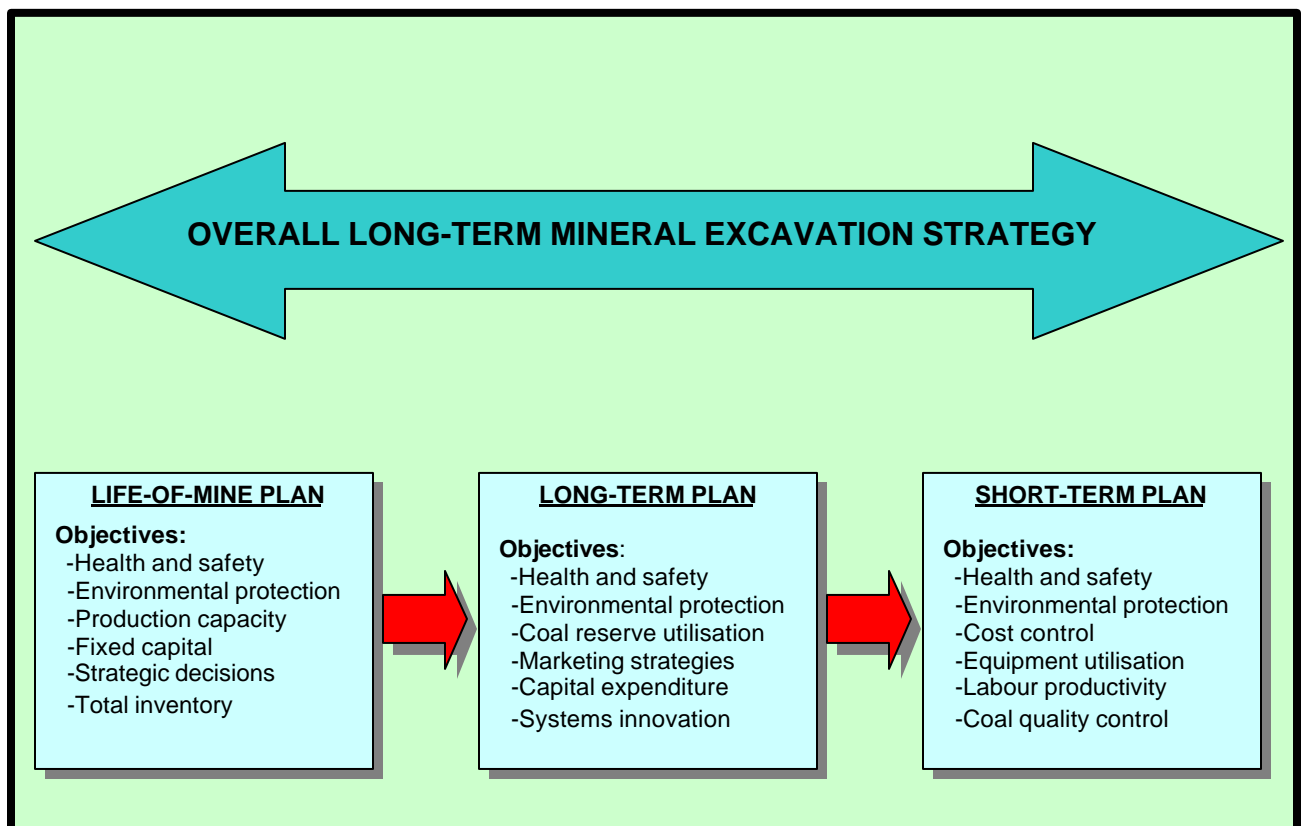 OVERALL LONG-TERM MINERAL EXCAVATION STRATEGY
LIFE-OF-MINE PLAN
Objectives:
-Health and safety
-Environmental protection
-Production capacity
-Fixed capital
-Strategic decisions
-Total inventory
LONG-TERM PLAN
Objectives:
-Health and safety
-Environmental protection
-Coal reserve utilisation
-Marketing strategies
-Capital expenditure
-Systems innovation
SHORT-TERM PLAN
Objectives:
-Health and safety
-Environmental protection
-Cost control
-Equipment utilisation
-Labour productivity
-Coal quality control